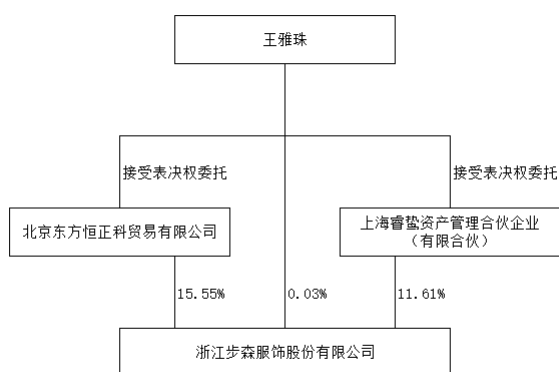 王雅珠
接受表决权委托
接受表决权委托
北京东方恒正科贸易有限公司
上海睿鸷资产管理合伙企业
（有限合伙）
15.55%
0.03%
11.61%
浙江步森服饰股份有限公司